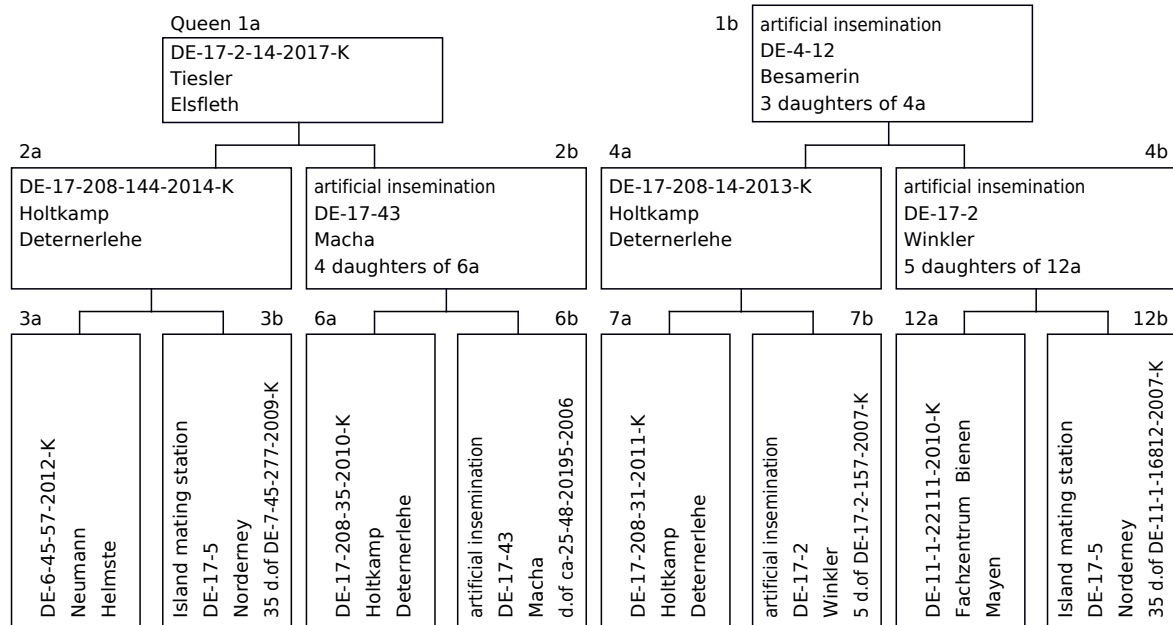 Queen 1a
DE-17-2-14-2017-K
Tiesler
Elsfleth
1b
artificial insemination
DE-4-12
Besamerin
3 daughters of 4a
2a
DE-17-208-144-2014-K
Holtkamp
Deternerlehe
2b
artificial insemination
DE-17-43
Macha
4 daughters of 6a
4a
DE-17-208-14-2013-K
Holtkamp
Deternerlehe
4b
artificial insemination
DE-17-2
Winkler
5 daughters of 12a
3a
DE-6-45-57-2012-K
Neumann
Helmste
3b
Island mating station
DE-17-5
Norderney
35 d.of DE-7-45-277-2009-K
6a
DE-17-208-35-2010-K
Holtkamp
Deternerlehe
6b
artificial insemination
DE-17-43
Macha
d.of ca-25-48-20195-2006
7a
DE-17-208-31-2011-K
Holtkamp
Deternerlehe
7b
artificial insemination
DE-17-2
Winkler
5 d.of DE-17-2-157-2007-K
12a
DE-11-1-22111-2010-K
Fachzentrum Bienen
Mayen
12b
Island mating station
DE-17-5
Norderney
35 d.of DE-11-1-16812-2007-K